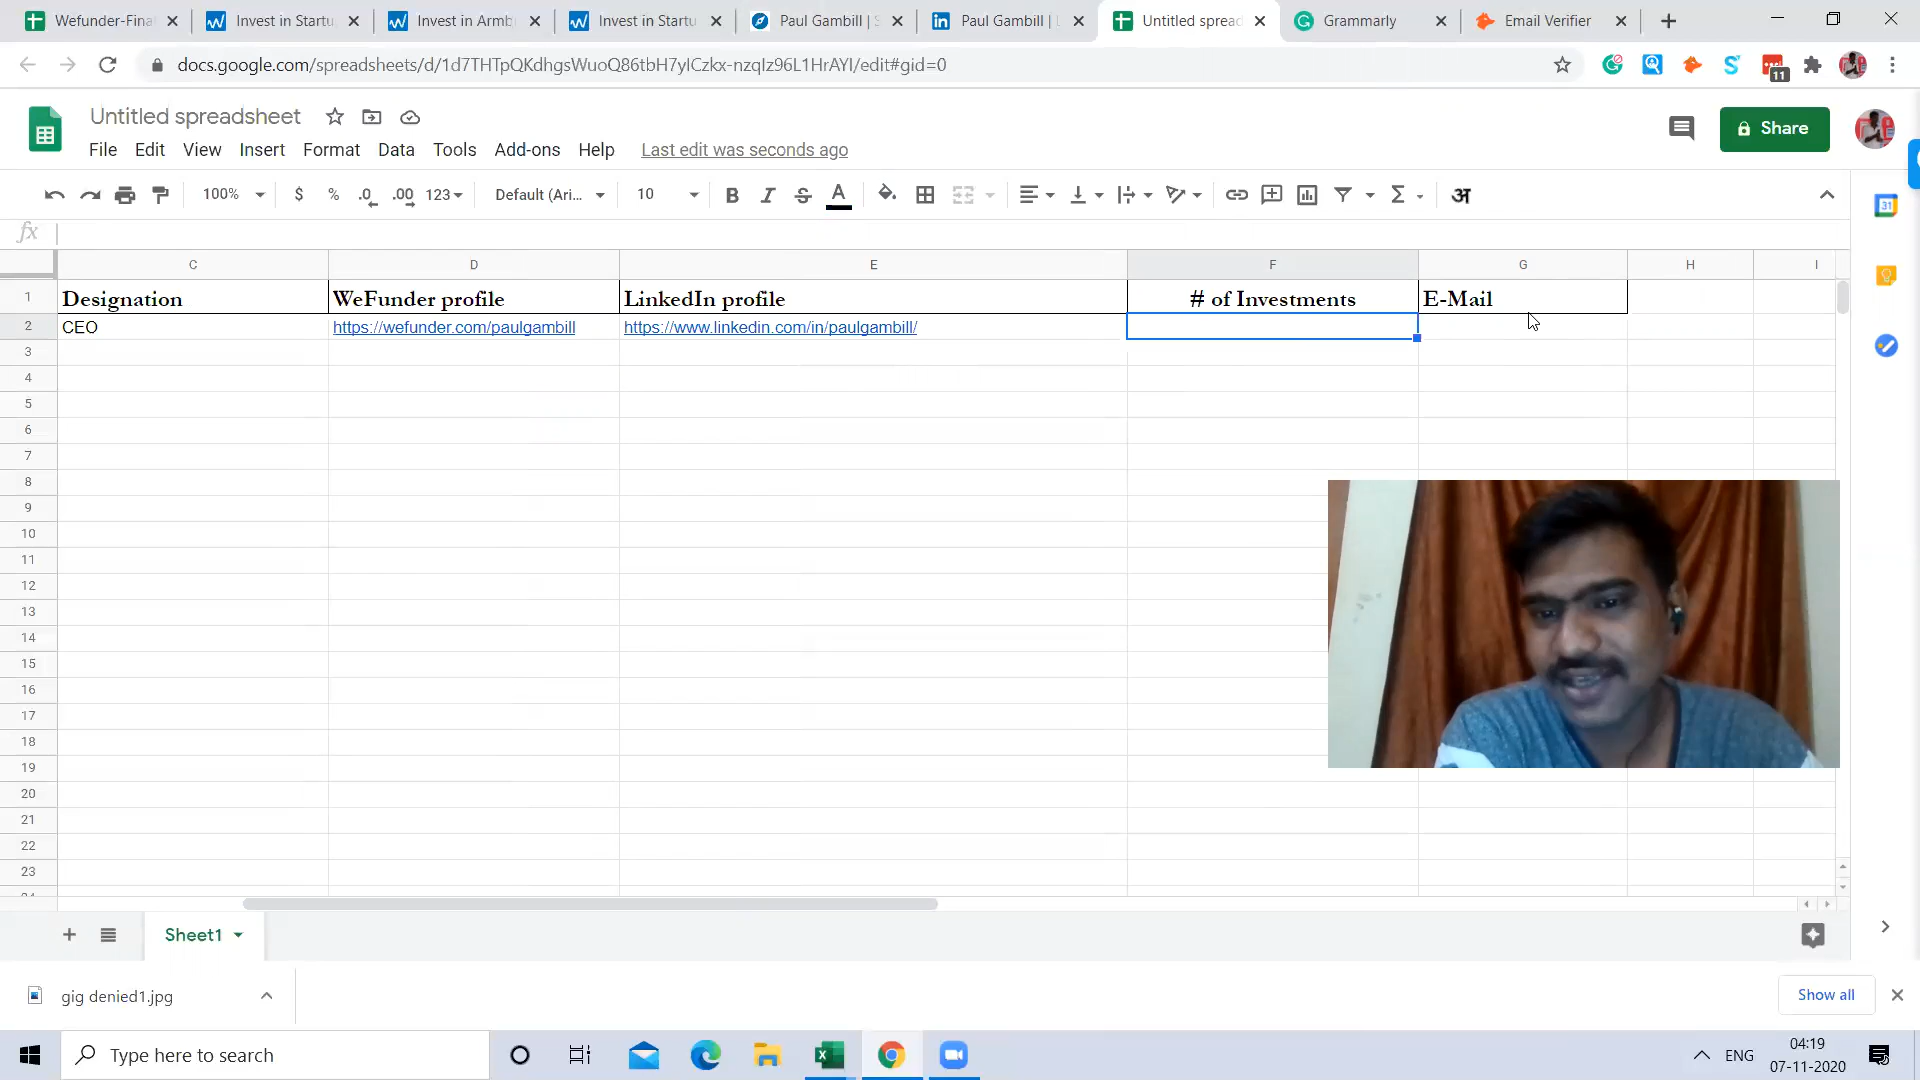 Wefunder-Fina
Invest in Startu
Invest in Armb
Invest in Startu
Paul Gambill | S
Paul Gambill | L
Untitled spread
Grammarly
Email Verifier
docs.google.com/spreadsheets/d/1d7THTpQKdhgsWuoQ86tbH7yICzkx-nzqIz96L1HrAYI/edit#gid=0
11
Untitled spreadsheet
Share
File Edit View Insert Format Data Tools Add-ons Help Last edit was seconds ago
100% $ % .0 .00 123 Default (Ari... 10 B I S A Σ अ
31
fx
C D E F G H I
1 Designation WeFunder profile LinkedIn profile # of Investments E-Mail
2 CEO https://wefunder.com/paulgambill https://www.linkedin.com/in/paulgambill/
3
4
5
6
7
8
9
10
11
12
13
14
15
16
17
18
19
20
21
22
23
Sheet1
gig denied1.jpg
Show all
Type here to search
ENG
04:19
07-11-2020